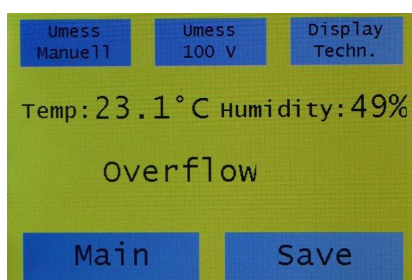 Umess Umess Display
Manuell 100 V Techn.
Temp:23.1°C Humidity:49%
Overflow
Main Save